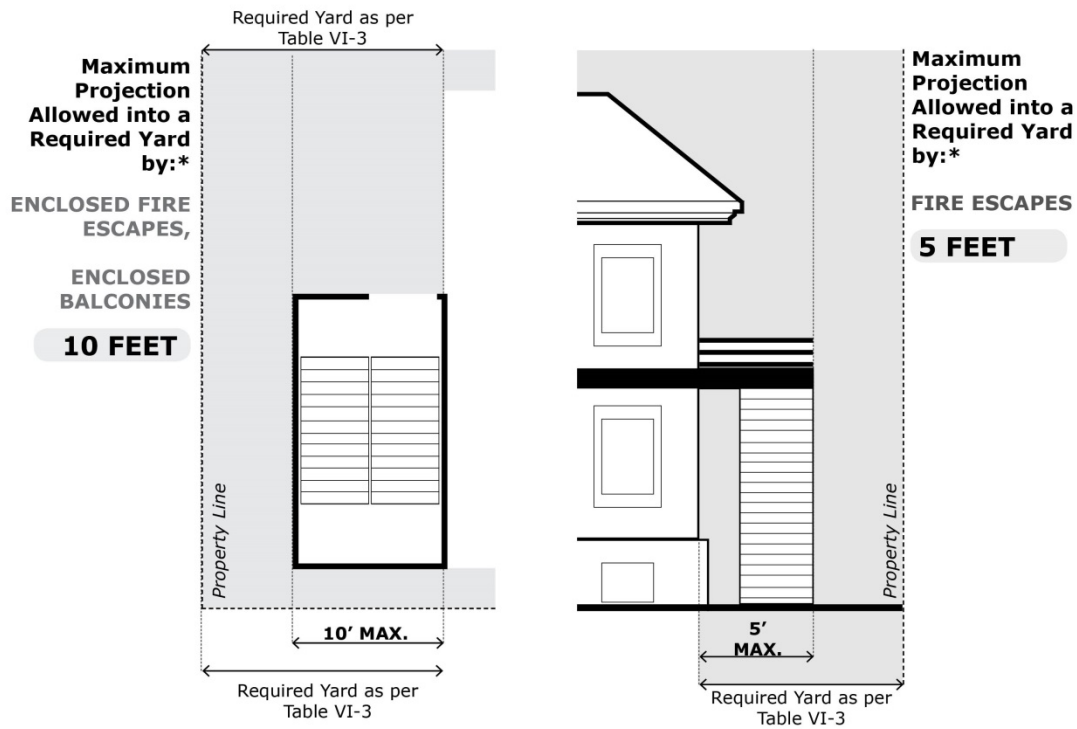 Required Yard as per
Table VI-3
Maximum
Projection
Allowed into a
Required Yard
by:*
ENCLOSED FIRE
ESCAPES,
ENCLOSED
BALCONIES
10 FEET
Property Line
10’ MAX.
Required Yard as per
Table VI-3
Maximum
Projection
Allowed into a
Required Yard
by:*
FIRE ESCAPES
5 FEET
Property Line
5’
MAX.
Required Yard as per
Table VI-3